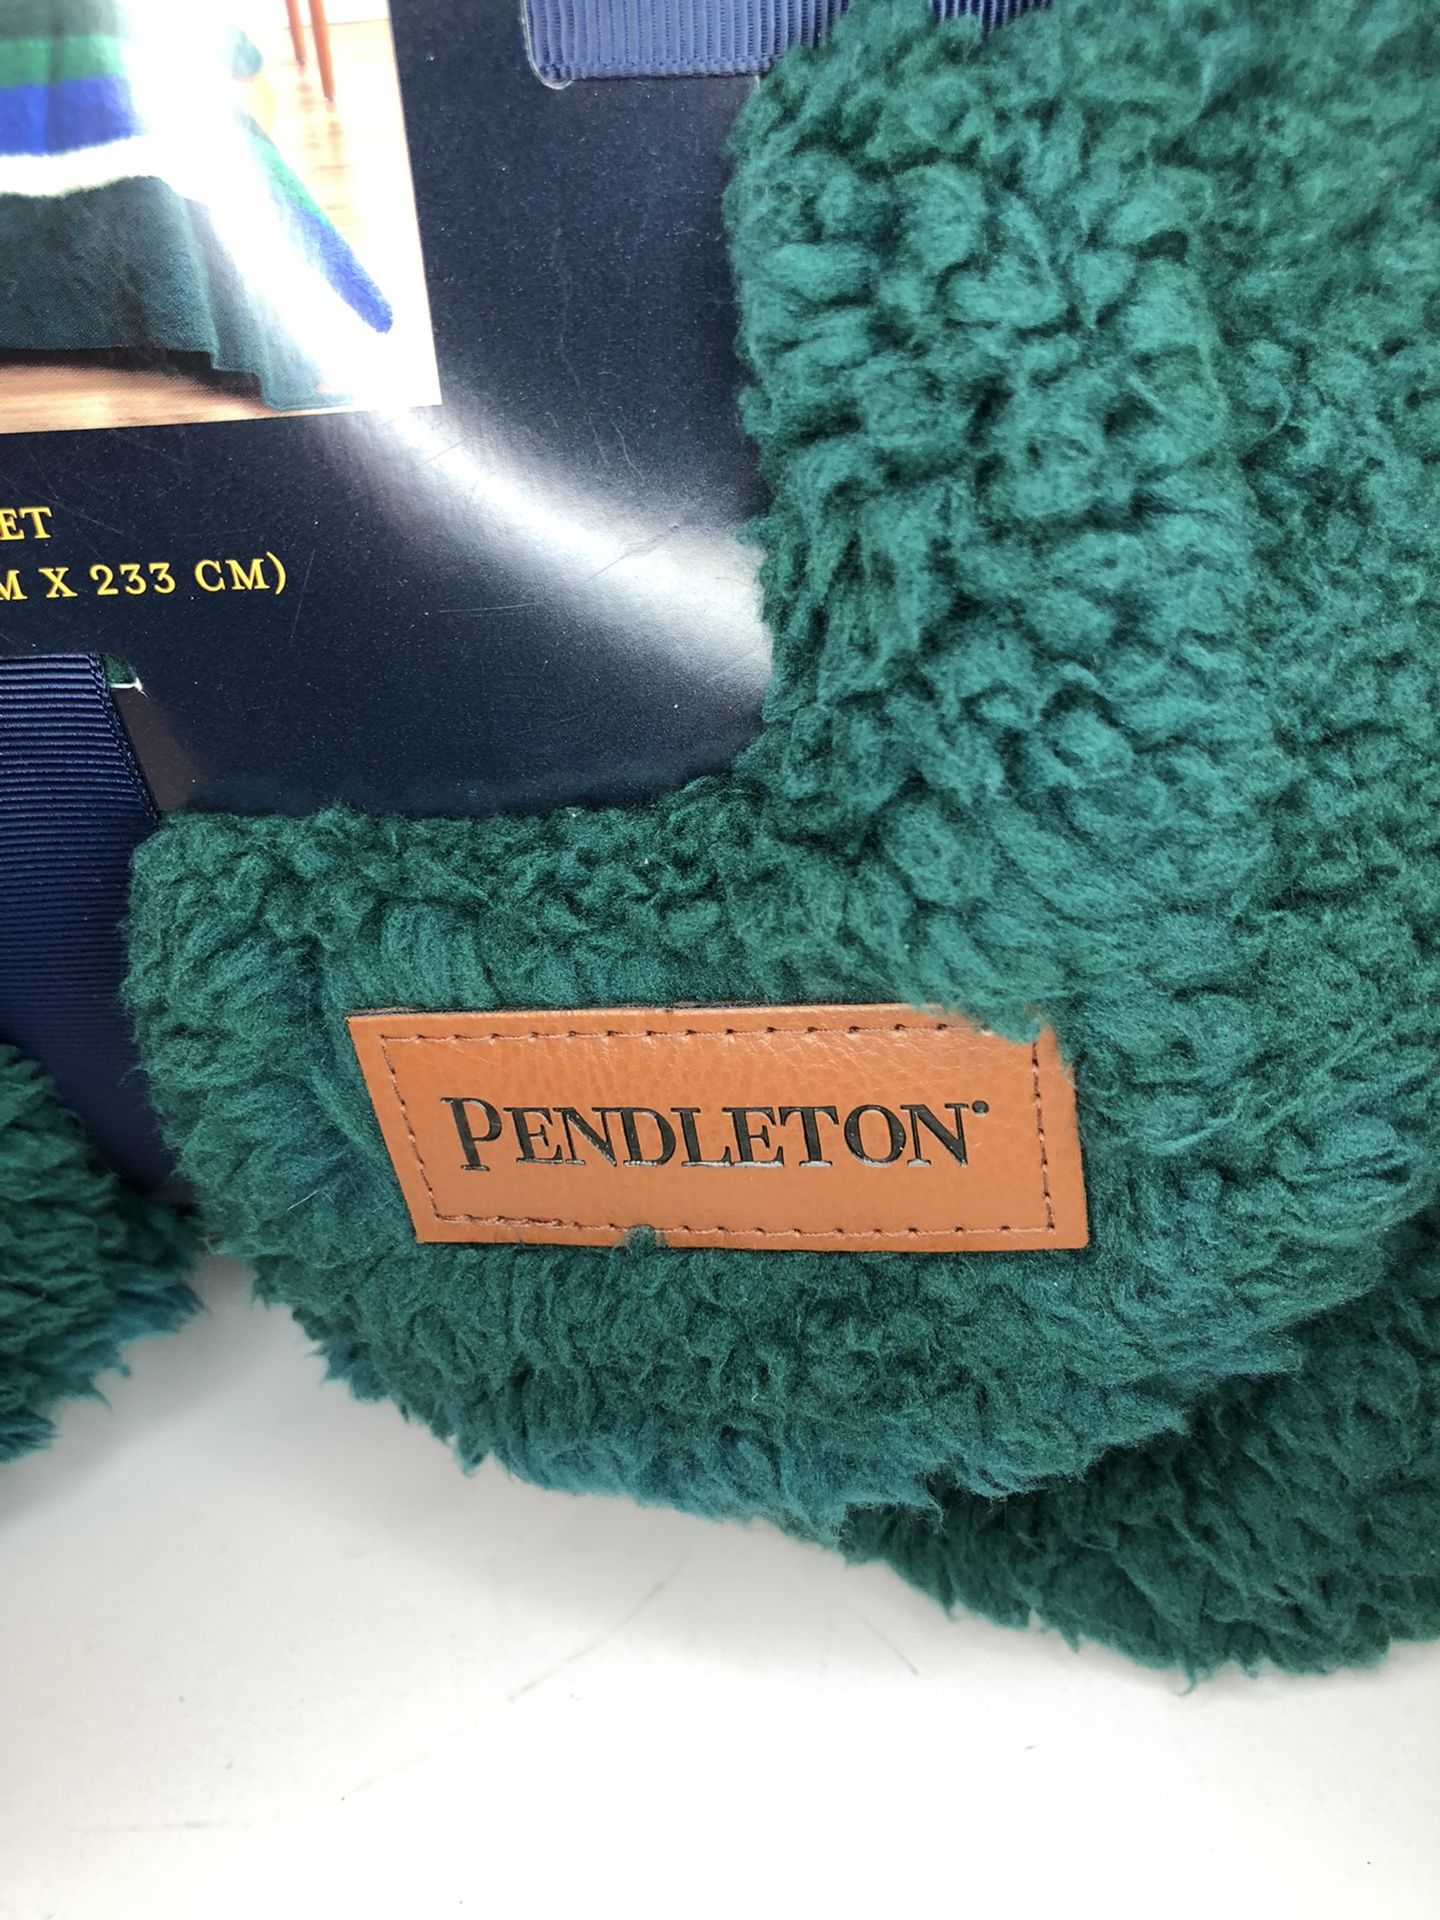 ET
M X 233 CM)
PENDLETON